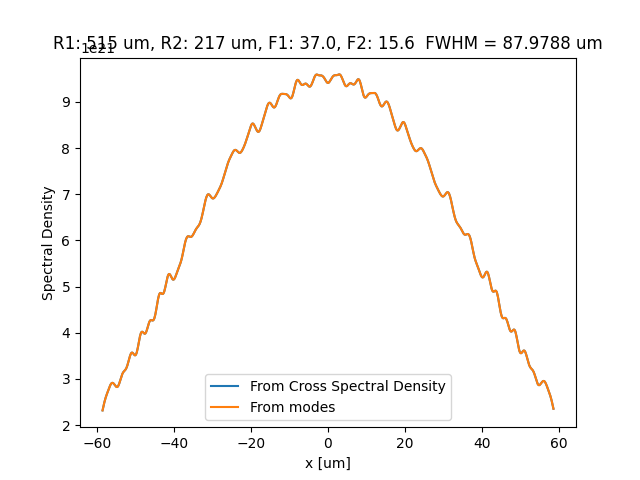 R1: 515 um, R2: 217 um, F1: 37.0, F2: 15.6 FWHM = 87.9788 um
1e21
9
8
7
6
5
4
3
2
Spectral Density
From Cross Spectral Density
From modes
−60 −40 −20 0 20 40 60
x [um]